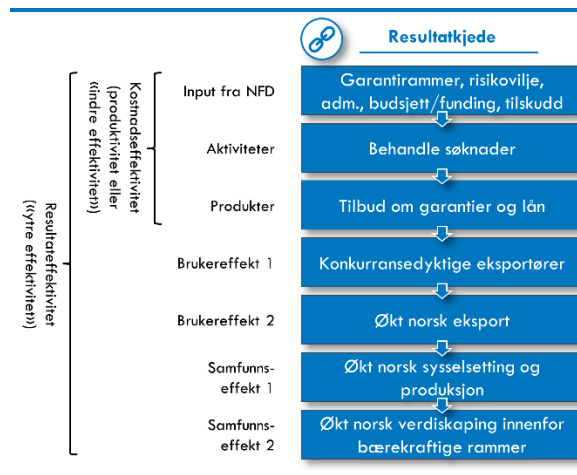 Resultatkjede
Input fra NFD
Garantirammer, risikovilje,
adm., budsjett/funding, tilskudd
Aktiviteter
Behandle søknader
Produkter
Tilbud om garantier og lån
Brukereffekt 1
Konkurransedyktige eksportører
Brukereffekt 2
Økt norsk eksport
Samfunns-
effekt 1
Økt norsk sysselsetting og
produksjon
Samfunns-
effekt 2
Økt norsk verdiskaping innenfor
bærekraftige rammer
Kostnadseffektivitet
(produktivitet eller
«indre effektivitet»)
Resultateffektivitet
(«ytre effektivitet»)